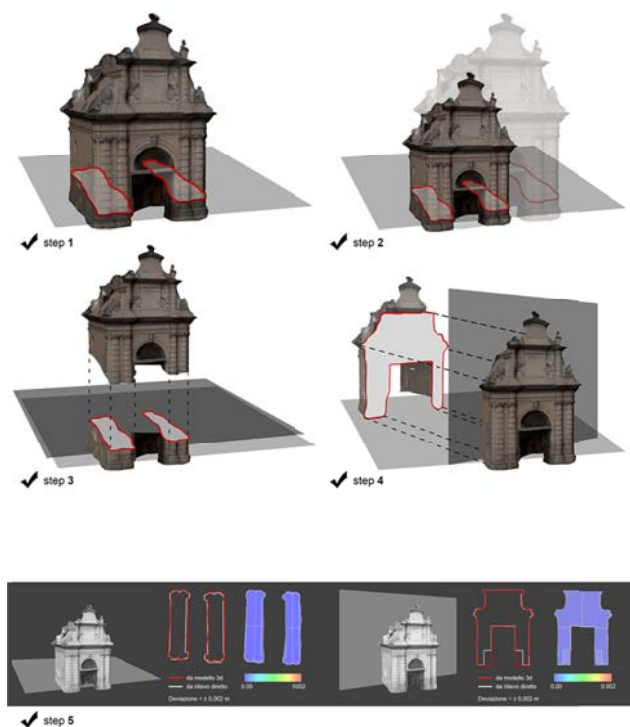 step 1
step 2
step 3
step 4
da modello 3d
da rilievo diretto
Deviazione = ± 0,002 m
0.00
0.002
da modello 3d
da rilievo diretto
Deviazione = ± 0,002 m
0.00
0.002
step 5